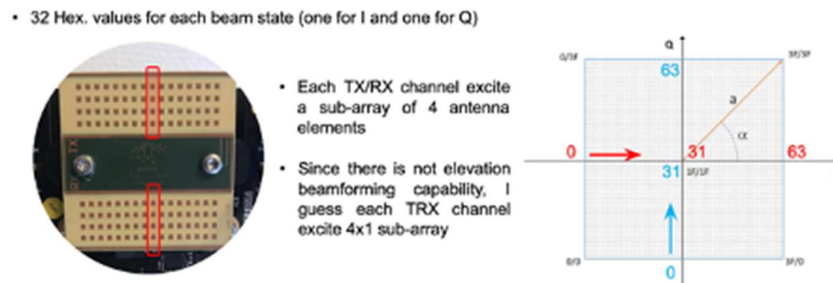 • 32 Hex. values for each beam state (one for I and one for Q)
• Each TX/RX channel excite
a sub-array of 4 antenna
elements
• Since there is not elevation
beamforming capability, I
guess each TRX channel
excite 4x1 sub-array
TX
Q
0/3F
3F/3F
63
a
α
0
31
63
31
1F/1F
0/0
3F/0
0